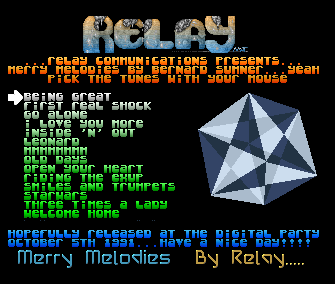 RELAY
...RELAY COMMUNICATIONS PRESENTS.
MERRY MELODIES BY BERNARD SUMNER..YEAH
PICK THE TUNES WITH YOUR MOUSE
BEING GREAT
FIRST REAL SHOCK
GO ALONE
I LOVE YOU MORE
INSIDE 'N' OUT
LEONARD
MMMMMMMM
OLD DAYS
OPEN YOUR HEART
RIDING THE EKUP
SMILES AND TRUMPETS
STARWARS
THREE TIMES A LADY
WELCOME HOME
HOPEFULLY RELEASED AT THE DIGITAL PARTY
OCTOBER 5TH 1991...HAVE A NICE DAY!!!!
Merry Melodies By Relay.....